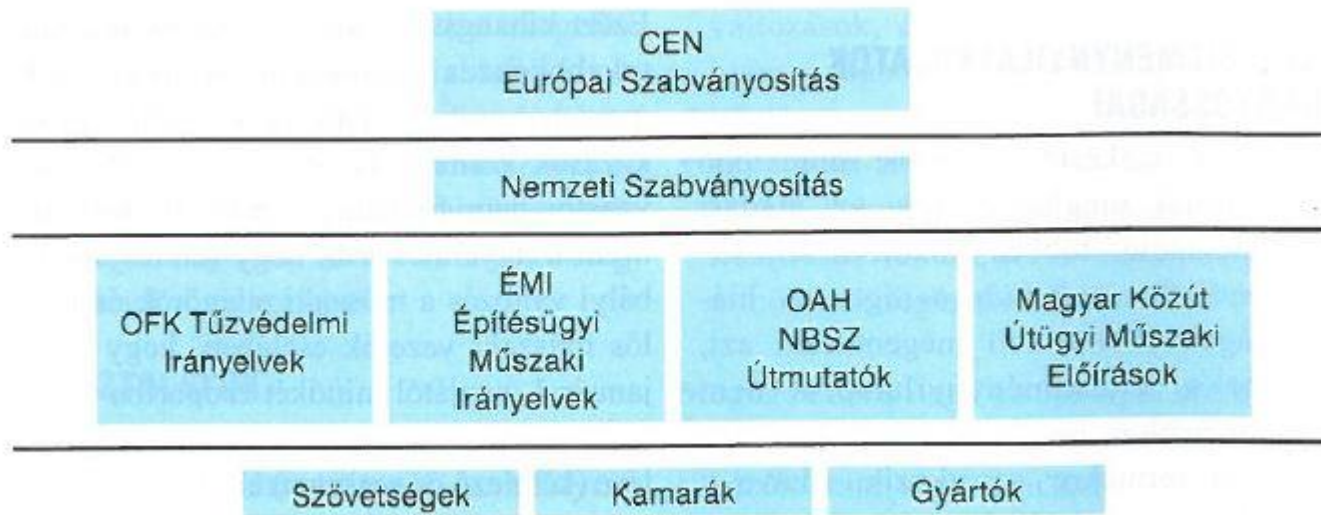 CEN
Európai Szabványosítás
Nemzeti Szabványosítás
OFK Tűzvédelmi
Irányelvek
ÉMI
Építésügyi
Műszaki
Irányelvek
OAH
NBSZ
Útmutatók
Magyar Közút
Útügyi Műszaki
Előírások
Szövetségek
Kamarák
Gyártók